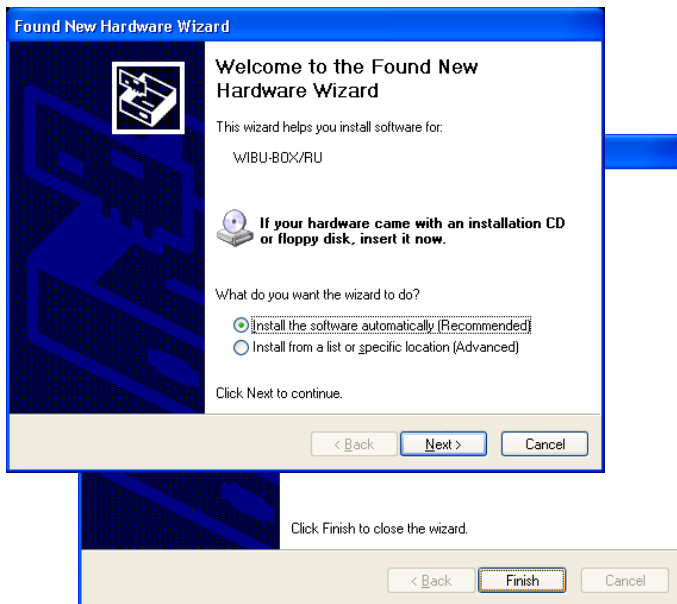 Found New Hardware Wizard
Welcome to the Found New
Hardware Wizard
This wizard helps you install software for:
WIBU-BOX/RU
If your hardware came with an installation CD
or floppy disk, insert it now.
What do you want the wizard to do?
Install the software automatically (Recommended)
Install from a list or specific location (Advanced)
Click Next to continue.
< Back Next > Cancel
Click Finish to close the wizard.
< Back Finish Cancel